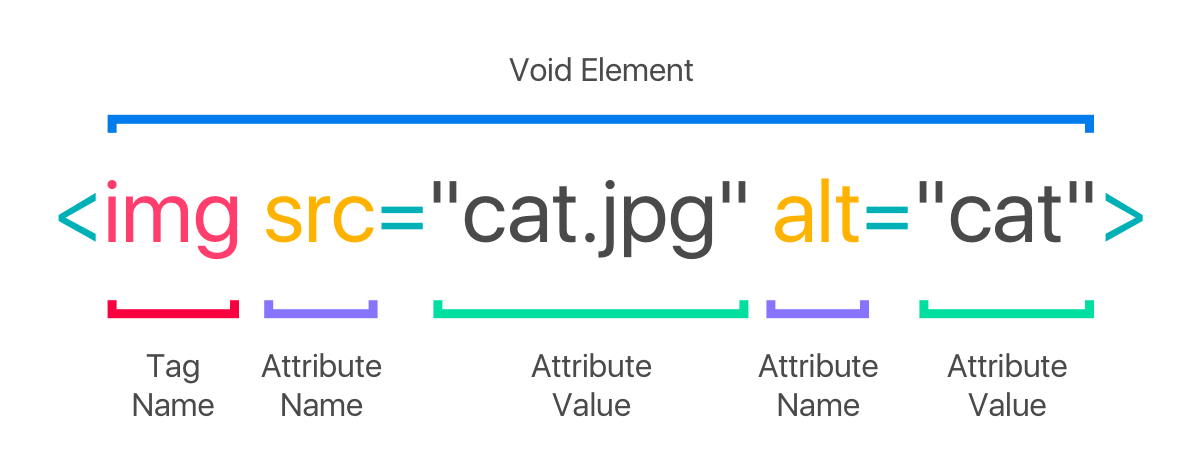 Void Element
<img src="cat.jpg" alt="cat">
Tag
Name
Attribute
Name
Attribute
Value
Attribute
Name
Attribute
Value